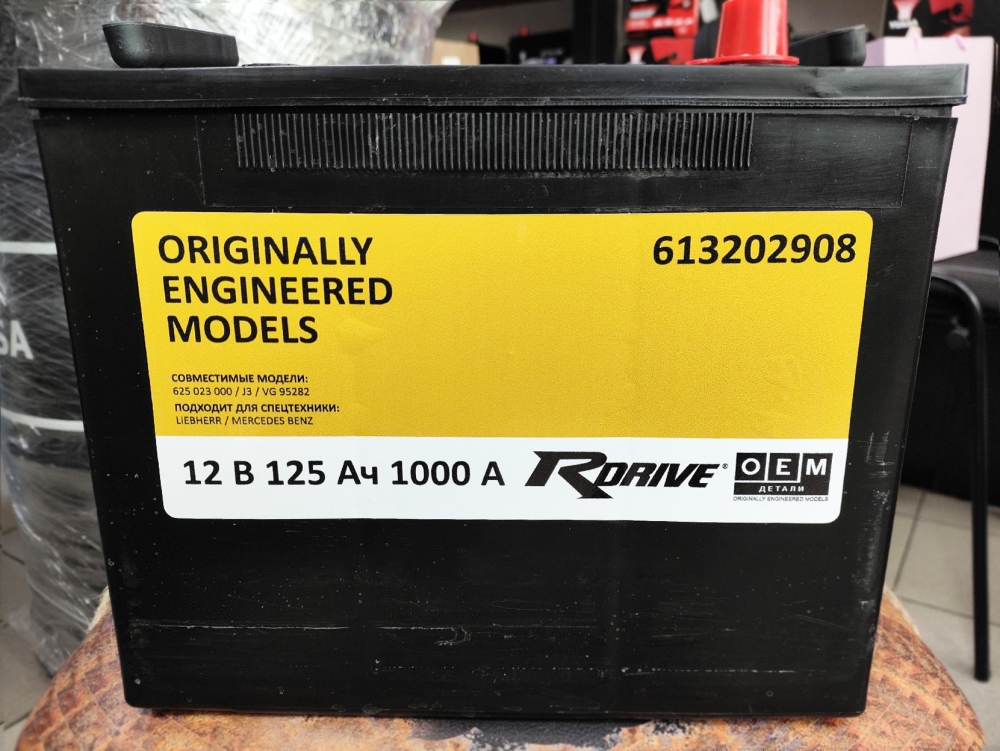 ORIGINALLY
ENGINEERED
MODELS
613202908
СОВМЕСТИМЫЕ МОДЕЛИ:
625 023 000 / J3 / VG 95282
ПОДХОДИТ ДЛЯ СПЕЦТЕХНИКИ:
LIEBHERR / MERCEDES BENZ
12 В 125 Ач 1000 А
RDRIVE®
OEM
ДЕТАЛИ
ORIGINALLY ENGINEERED MODELS
SA